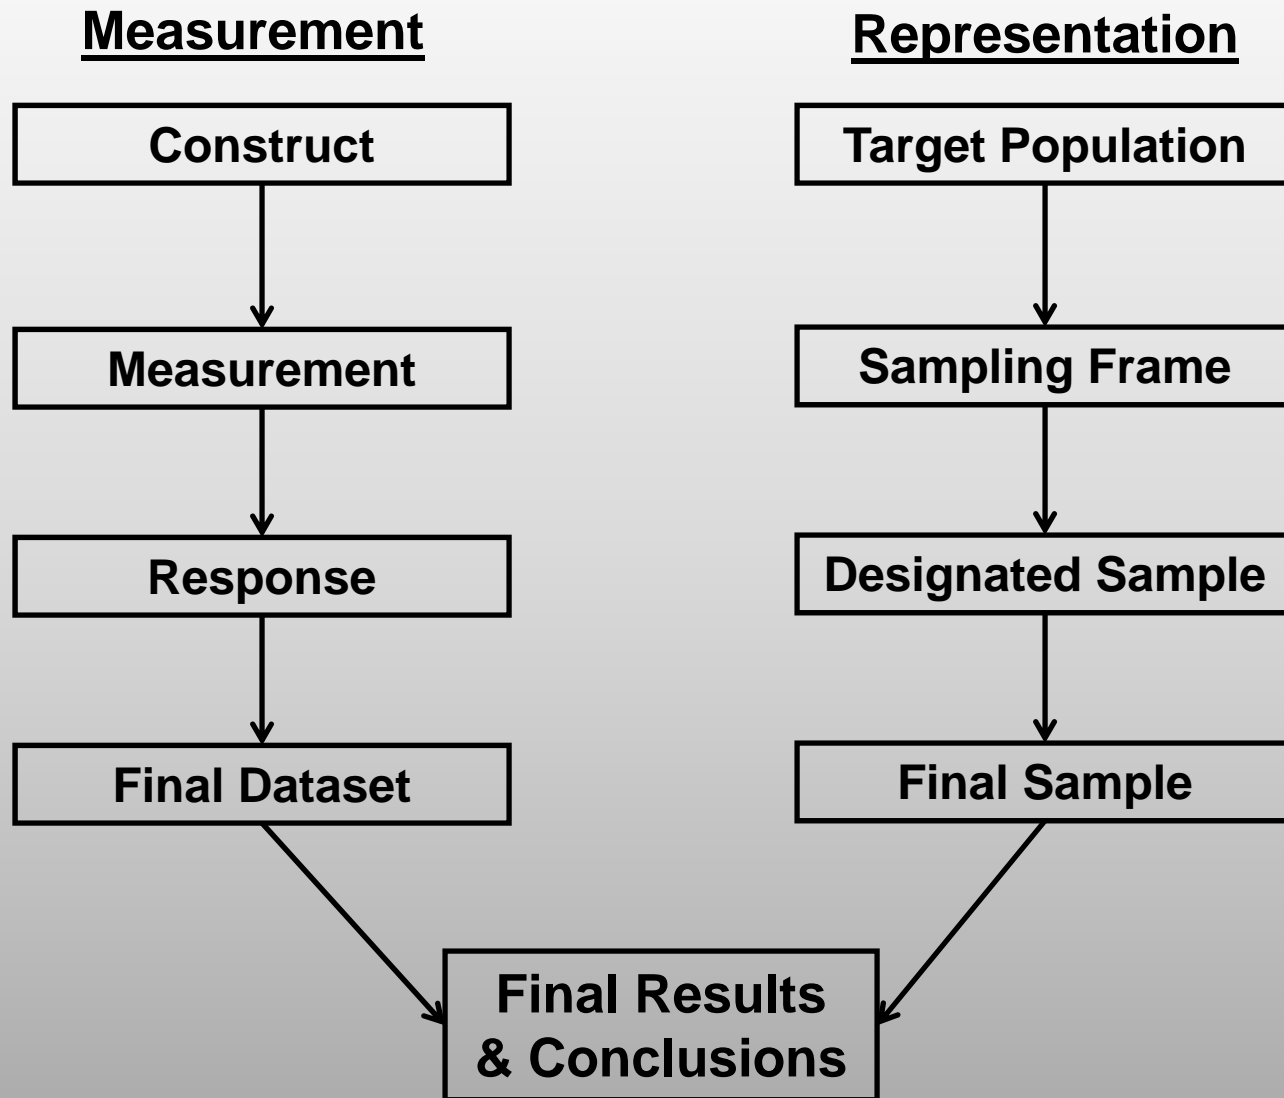 Measurement
Construct
Measurement
Response
Final Dataset
Representation
Target Population
Sampling Frame
Designated Sample
Final Sample
Final Results
& Conclusions